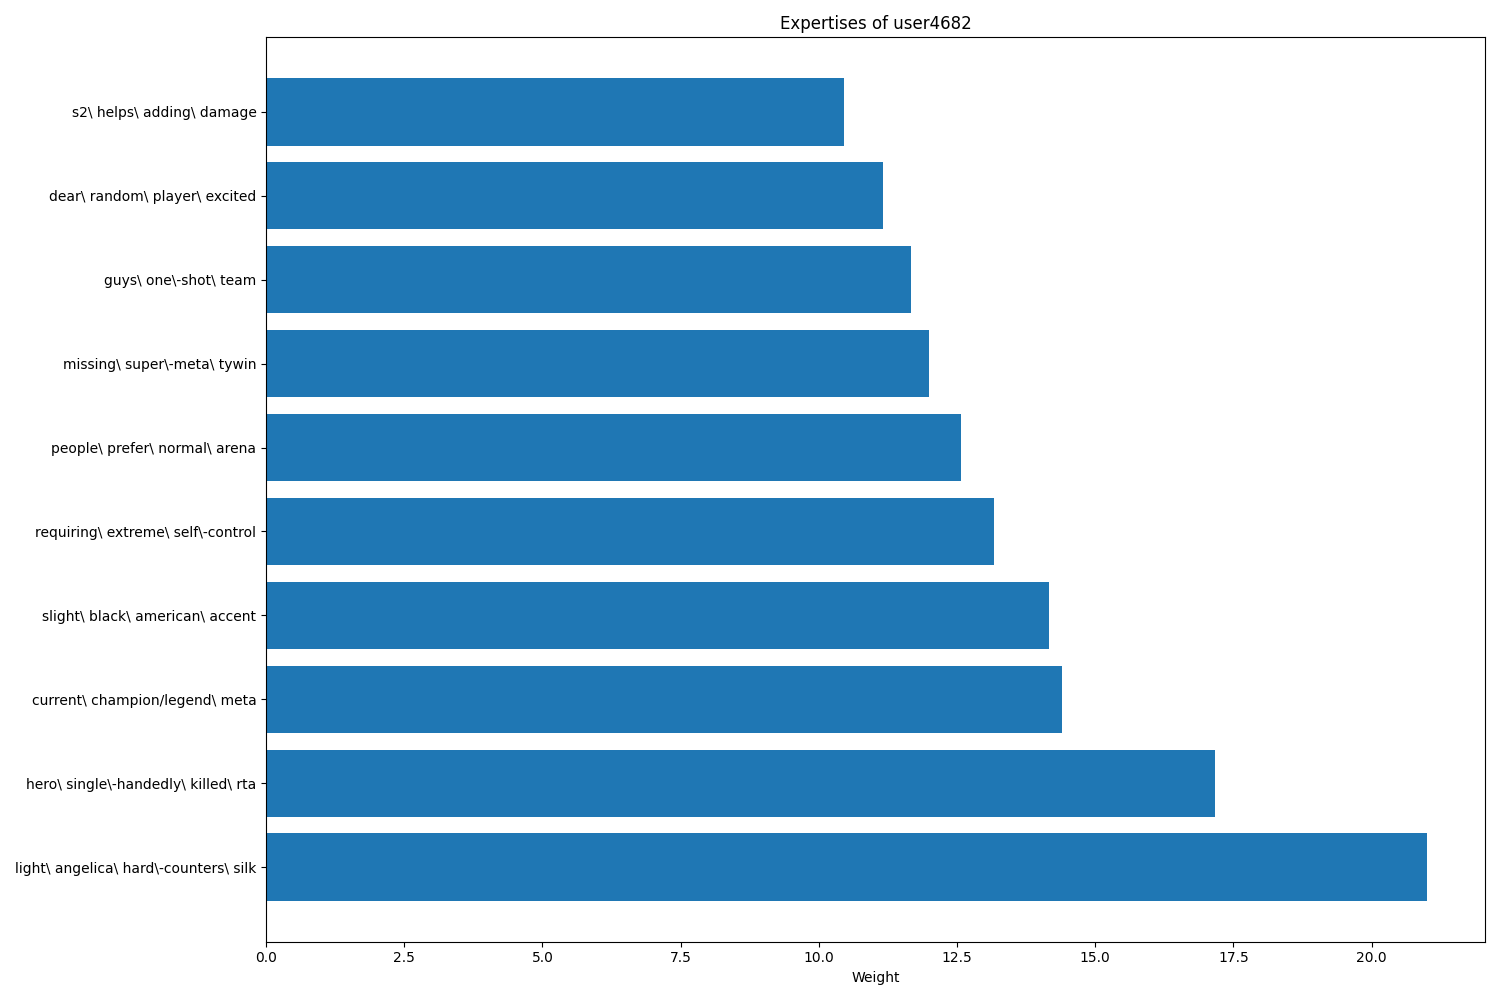 Expertises of user4682
s2\ helps\ adding\ damage
dear\ random\ player\ excited
guys\ one\-shot\ team
missing\ super\-meta\ tywin
people\ prefer\ normal\ arena
requiring\ extreme\ self\-control
slight\ black\ american\ accent
current\ champion/legend\ meta
hero\ single\-handedly\ killed\ rta
light\ angelica\ hard\-counters\ silk
0.0 2.5 5.0 7.5 10.0 12.5 15.0 17.5 20.0
Weight